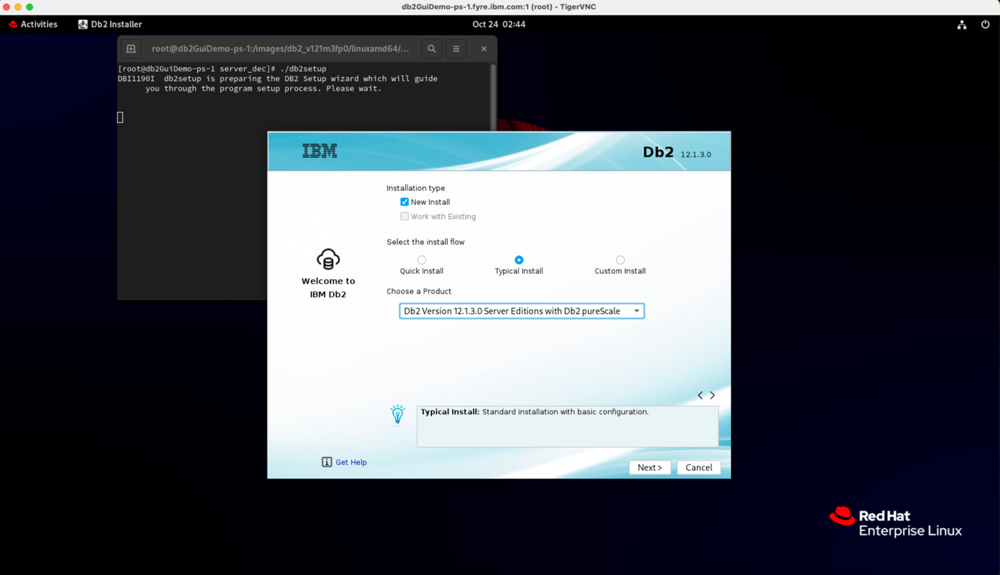 db2GuiDemo-ps-1.fyre.ibm.com:1 (root) - TigerVNC
Activities Db2 Installer Oct 24 02:44
root@db2GuiDemo-ps-1:/images/db2_v121m3fp0/linuxamd64/...
[root@db2GuiDemo-ps-1 server_dec]# ./db2setup
DBI1190I db2setup is preparing the DB2 Setup wizard which will guide
you through the program setup process. Please wait.
IBM
Db2 12.1.3.0
Installation type
New Install
Work with Existing
Select the install flow
Quick Install Typical Install Custom Install
Welcome to
IBM Db2
Choose a Product
Db2 Version 12.1.3.0 Server Editions with Db2 pureScale
Typical Install: Standard installation with basic configuration.
Get Help
Next > Cancel
Red Hat
Enterprise Linux